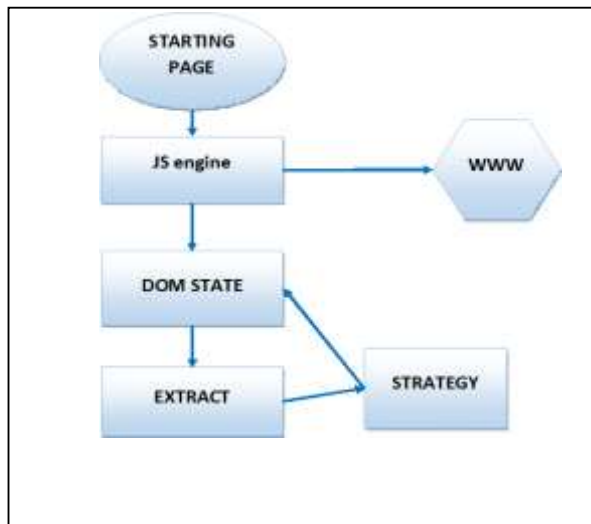 STARTING
PAGE
JS engine
WWW
DOM STATE
EXTRACT
STRATEGY